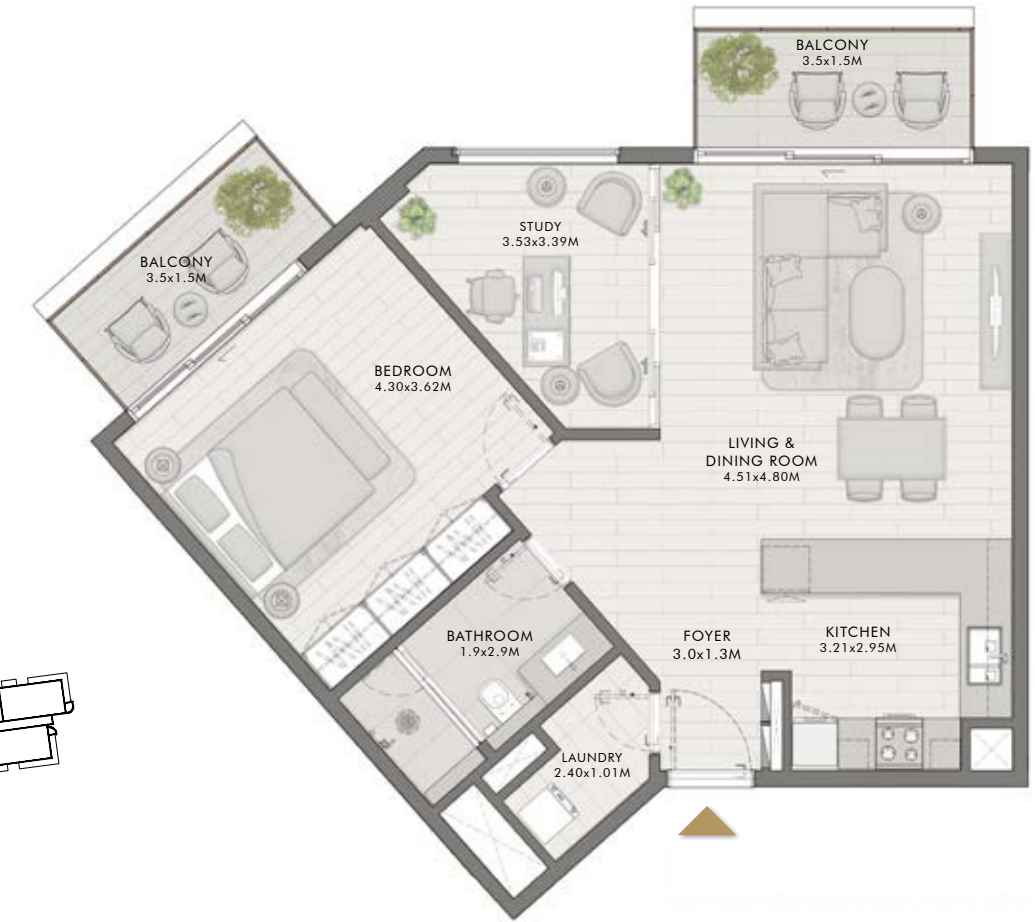 BALCONY
3.5x1.5M
STUDY
3.53x3.39M
BALCONY
3.5x1.5M
BEDROOM
4.30x3.62M
LIVING &
DINING ROOM
4.51x4.80M
BATHROOM
1.9x2.9M
FOYER
3.0x1.3M
KITCHEN
3.21x2.95M
LAUNDRY
2.40x1.01M